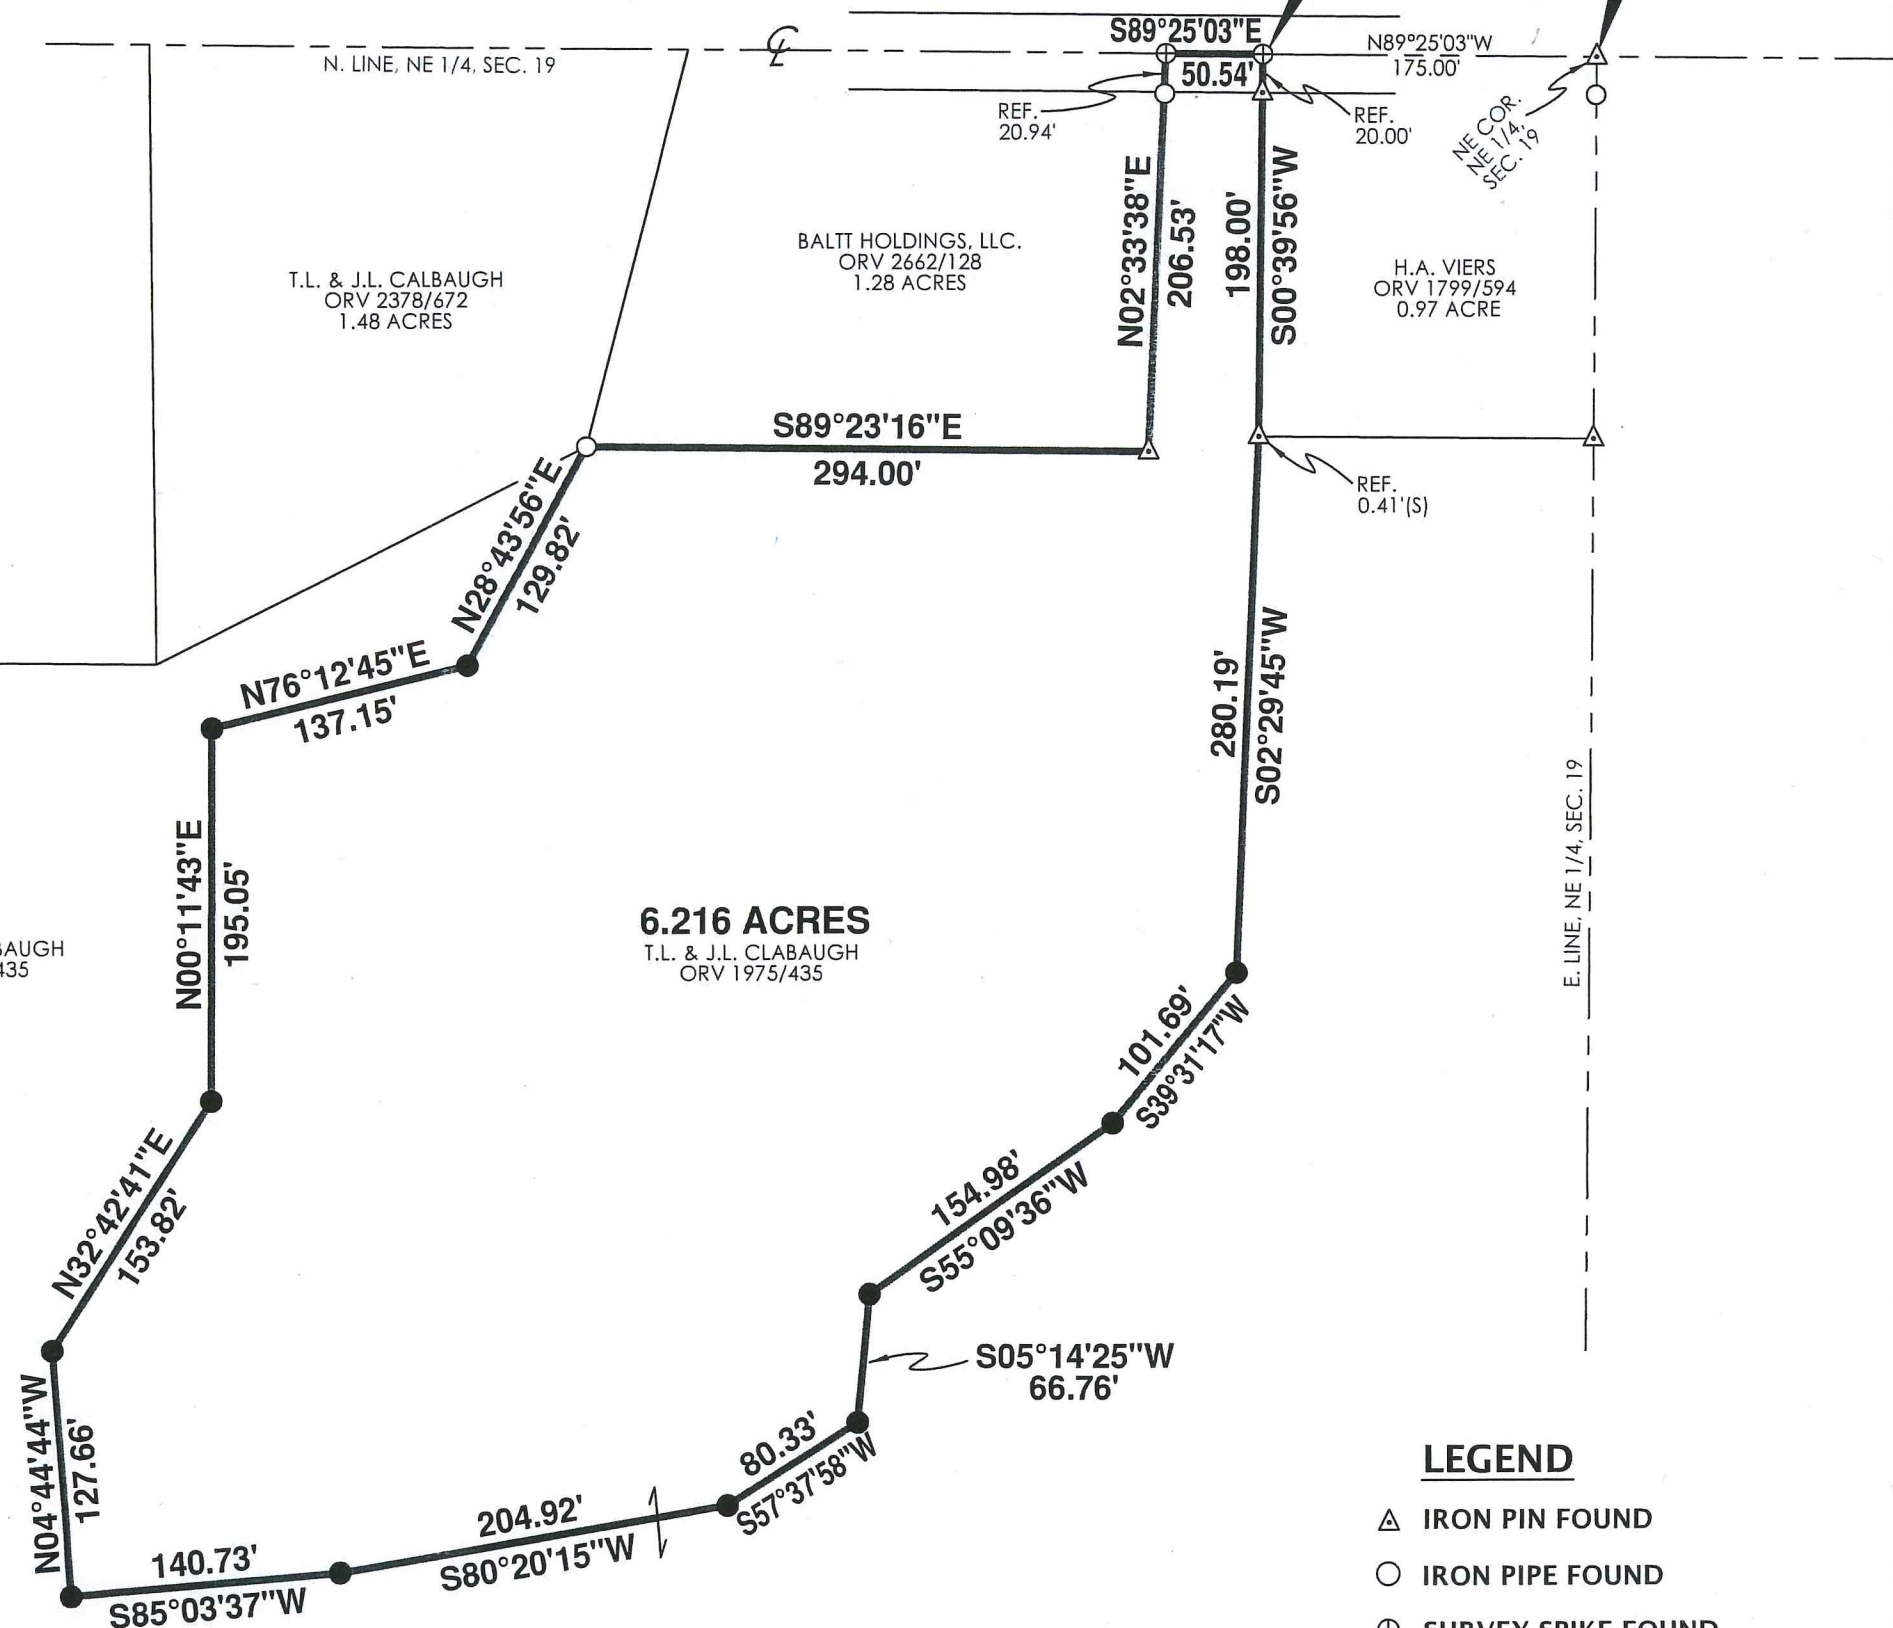 S89°25'03"E
50.54'
N89°25'03"W
175.00'
N. LINE, NE 1/4, SEC. 19
REF.
20.94'
REF.
20.00'
NE COR.
NE 1/4,
SEC. 19
N02°33'38"E
206.53'
198.00'
S00°39'56"W
T.L. & J.L. CALBAUGH
ORV 2378/672
1.48 ACRES
BALTT HOLDINGS, LLC.
ORV 2662/128
1.28 ACRES
H.A. VIERS
ORV 1799/594
0.97 ACRE
S89°23'16"E
294.00'
REF.
0.41'(S)
N28°43'56"E
129.82'
N76°12'45"E
137.15'
280.19'
S02°29'45"W
E. LINE, NE 1/4, SEC. 19
N00°11'43"E
195.05'
6.216 ACRES
T.L. & J.L. CLABAUGH
ORV 1975/435
BAUGH
435
101.69'
S39°31'17"W
N32°42'41"E
153.82'
154.98'
S55°09'36"W
S05°14'25"W
66.76'
N04°44'44"W
127.66'
80.33'
S57°37'58"W
204.92'
S80°20'15"W
140.73'
S85°03'37"W
LEGEND
IRON PIN FOUND
IRON PIPE FOUND
SURVEY SPIKE FOUND